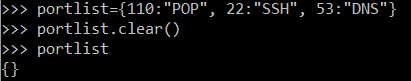 >>> portlist={110:"POP", 22:"SSH", 53:"DNS"}
>>> portlist.clear()
>>> portlist
{}